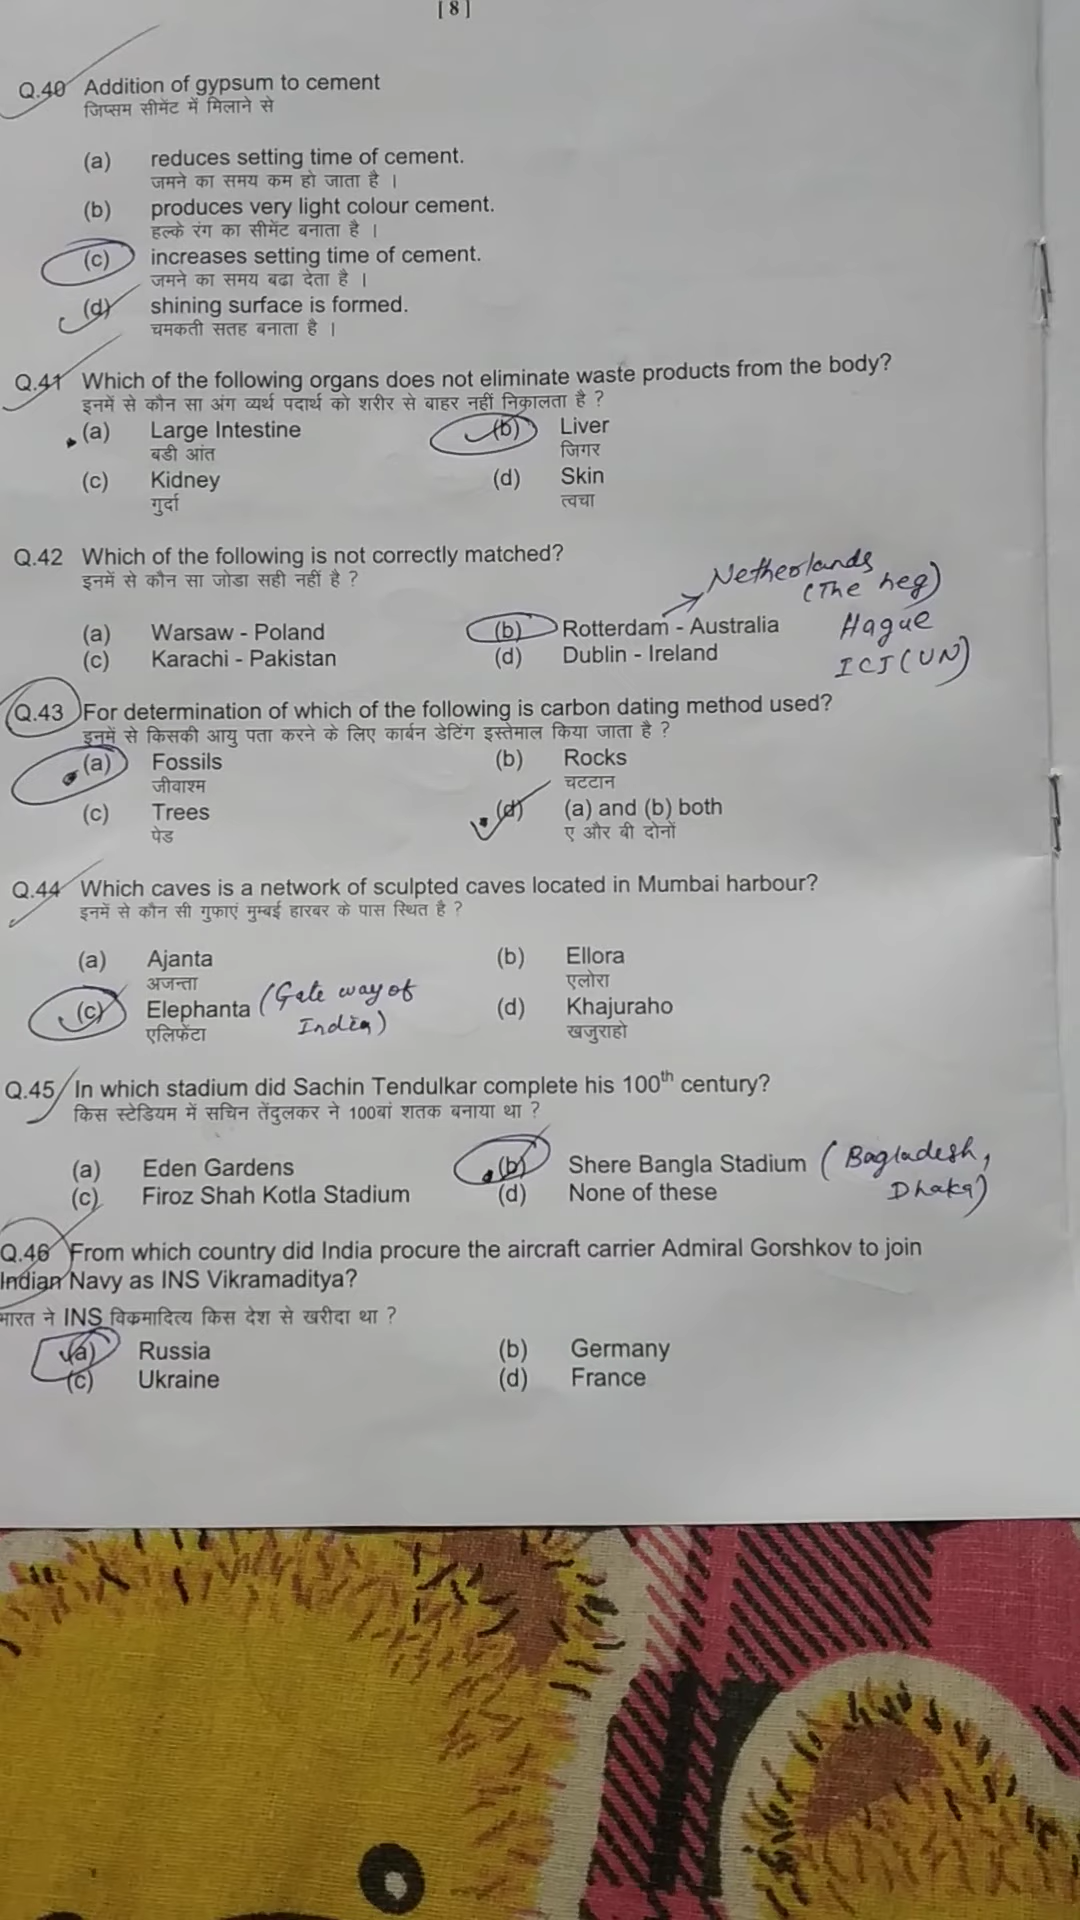 [8]
Q.40 Addition of gypsum to cement
जिप्सम सीमेंट में मिलाने से
(a) reduces setting time of cement.
जमने का समय कम हो जाता है ।
(b) produces very light colour cement.
हल्के रंग का सीमेंट बनाता है ।
(c) increases setting time of cement.
जमने का समय बढा देता है ।
(d) shining surface is formed.
चमकती सतह बनाता है ।
Q.41 Which of the following organs does not eliminate waste products from the body?
इनमें से कौन सा अंग व्यर्थ पदार्थ को शरीर से बाहर नहीं निकालता है ?
(a) Large Intestine (b) Liver
बडी आंत जिगर
(c) Kidney (d) Skin
गुर्दा त्वचा
Q.42 Which of the following is not correctly matched?
इनमें से कौन सा जोडा सही नहीं है ?
Netherlands
(The heg)
(a) Warsaw - Poland (b) Rotterdam - Australia Hague
(c) Karachi - Pakistan (d) Dublin - Ireland ICJ (UN)
Q.43 For determination of which of the following is carbon dating method used?
इनमें से किसकी आयु पता करने के लिए कार्बन डेटिंग इस्तेमाल किया जाता है ?
(a) Fossils (b) Rocks
जीवाश्म चटटान
(c) Trees (d) (a) and (b) both
पेड ए और बी दोनों
Q.44 Which caves is a network of sculpted caves located in Mumbai harbour?
इनमें से कौन सी गुफाएं मुम्बई हारबर के पास स्थित है ?
(a) Ajanta (b) Ellora
अजन्ता एलोरा
(c) Elephanta (Gate way of India) (d) Khajuraho
एलिफेंटा खजुराहो
Q.45 In which stadium did Sachin Tendulkar complete his 100th century?
किस स्टेडियम में सचिन तेंदुलकर ने 100बां शतक बनाया था ?
(a) Eden Gardens (b) Shere Bangla Stadium (Bagladesh,
(c) Firoz Shah Kotla Stadium (d) None of these Dhaka)
Q.46 From which country did India procure the aircraft carrier Admiral Gorshkov to join
Indian Navy as INS Vikramaditya?
भारत ने INS विकमादित्य किस देश से खरीदा था ?
(a) Russia (b) Germany
(c) Ukraine (d) France